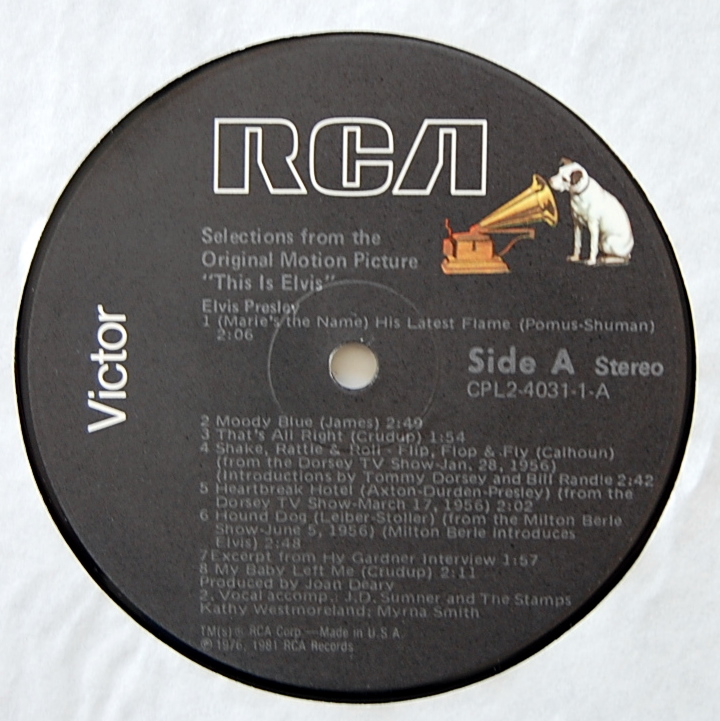 RCA
Selections from the
Original Motion Picture
"This Is Elvis"
Elvis Presley
1 (Marie's the Name) His Latest Flame (Pomus-Shuman)
2:06
Victor
Side A Stereo
CPL2-4031-1-A
2 Moody Blue (James) 2:49
3 That's All Right (Crudup) 1:54
4 Shake, Rattle & Roll - Flip, Flop & Fly (Calhoun)
(from the Dorsey TV Show-Jan. 28, 1956)
(Introductions by Tommy Dorsey and Bill Randle 2:42
5 Heartbreak Hotel (Axton-Durden-Presley) (from the
Dorsey TV Show-March 17, 1956) 2:02
6 Hound Dog (Leiber-Stoller) (from the Milton Berle
Show-June 5, 1956) (Milton Berle introduces
Elvis) 2:48
7 Excerpt from Hy Gardner Interview 1:57
8 My Baby Left Me (Crudup) 2:11
Produced by Joan Deary
2. Vocal accomp.: J.D. Sumner and The Stamps
Kathy Westmoreland; Myrna Smith
TM(s)® RCA Corp.—Made in U.S.A.
℗ 1976, 1981 RCA Records